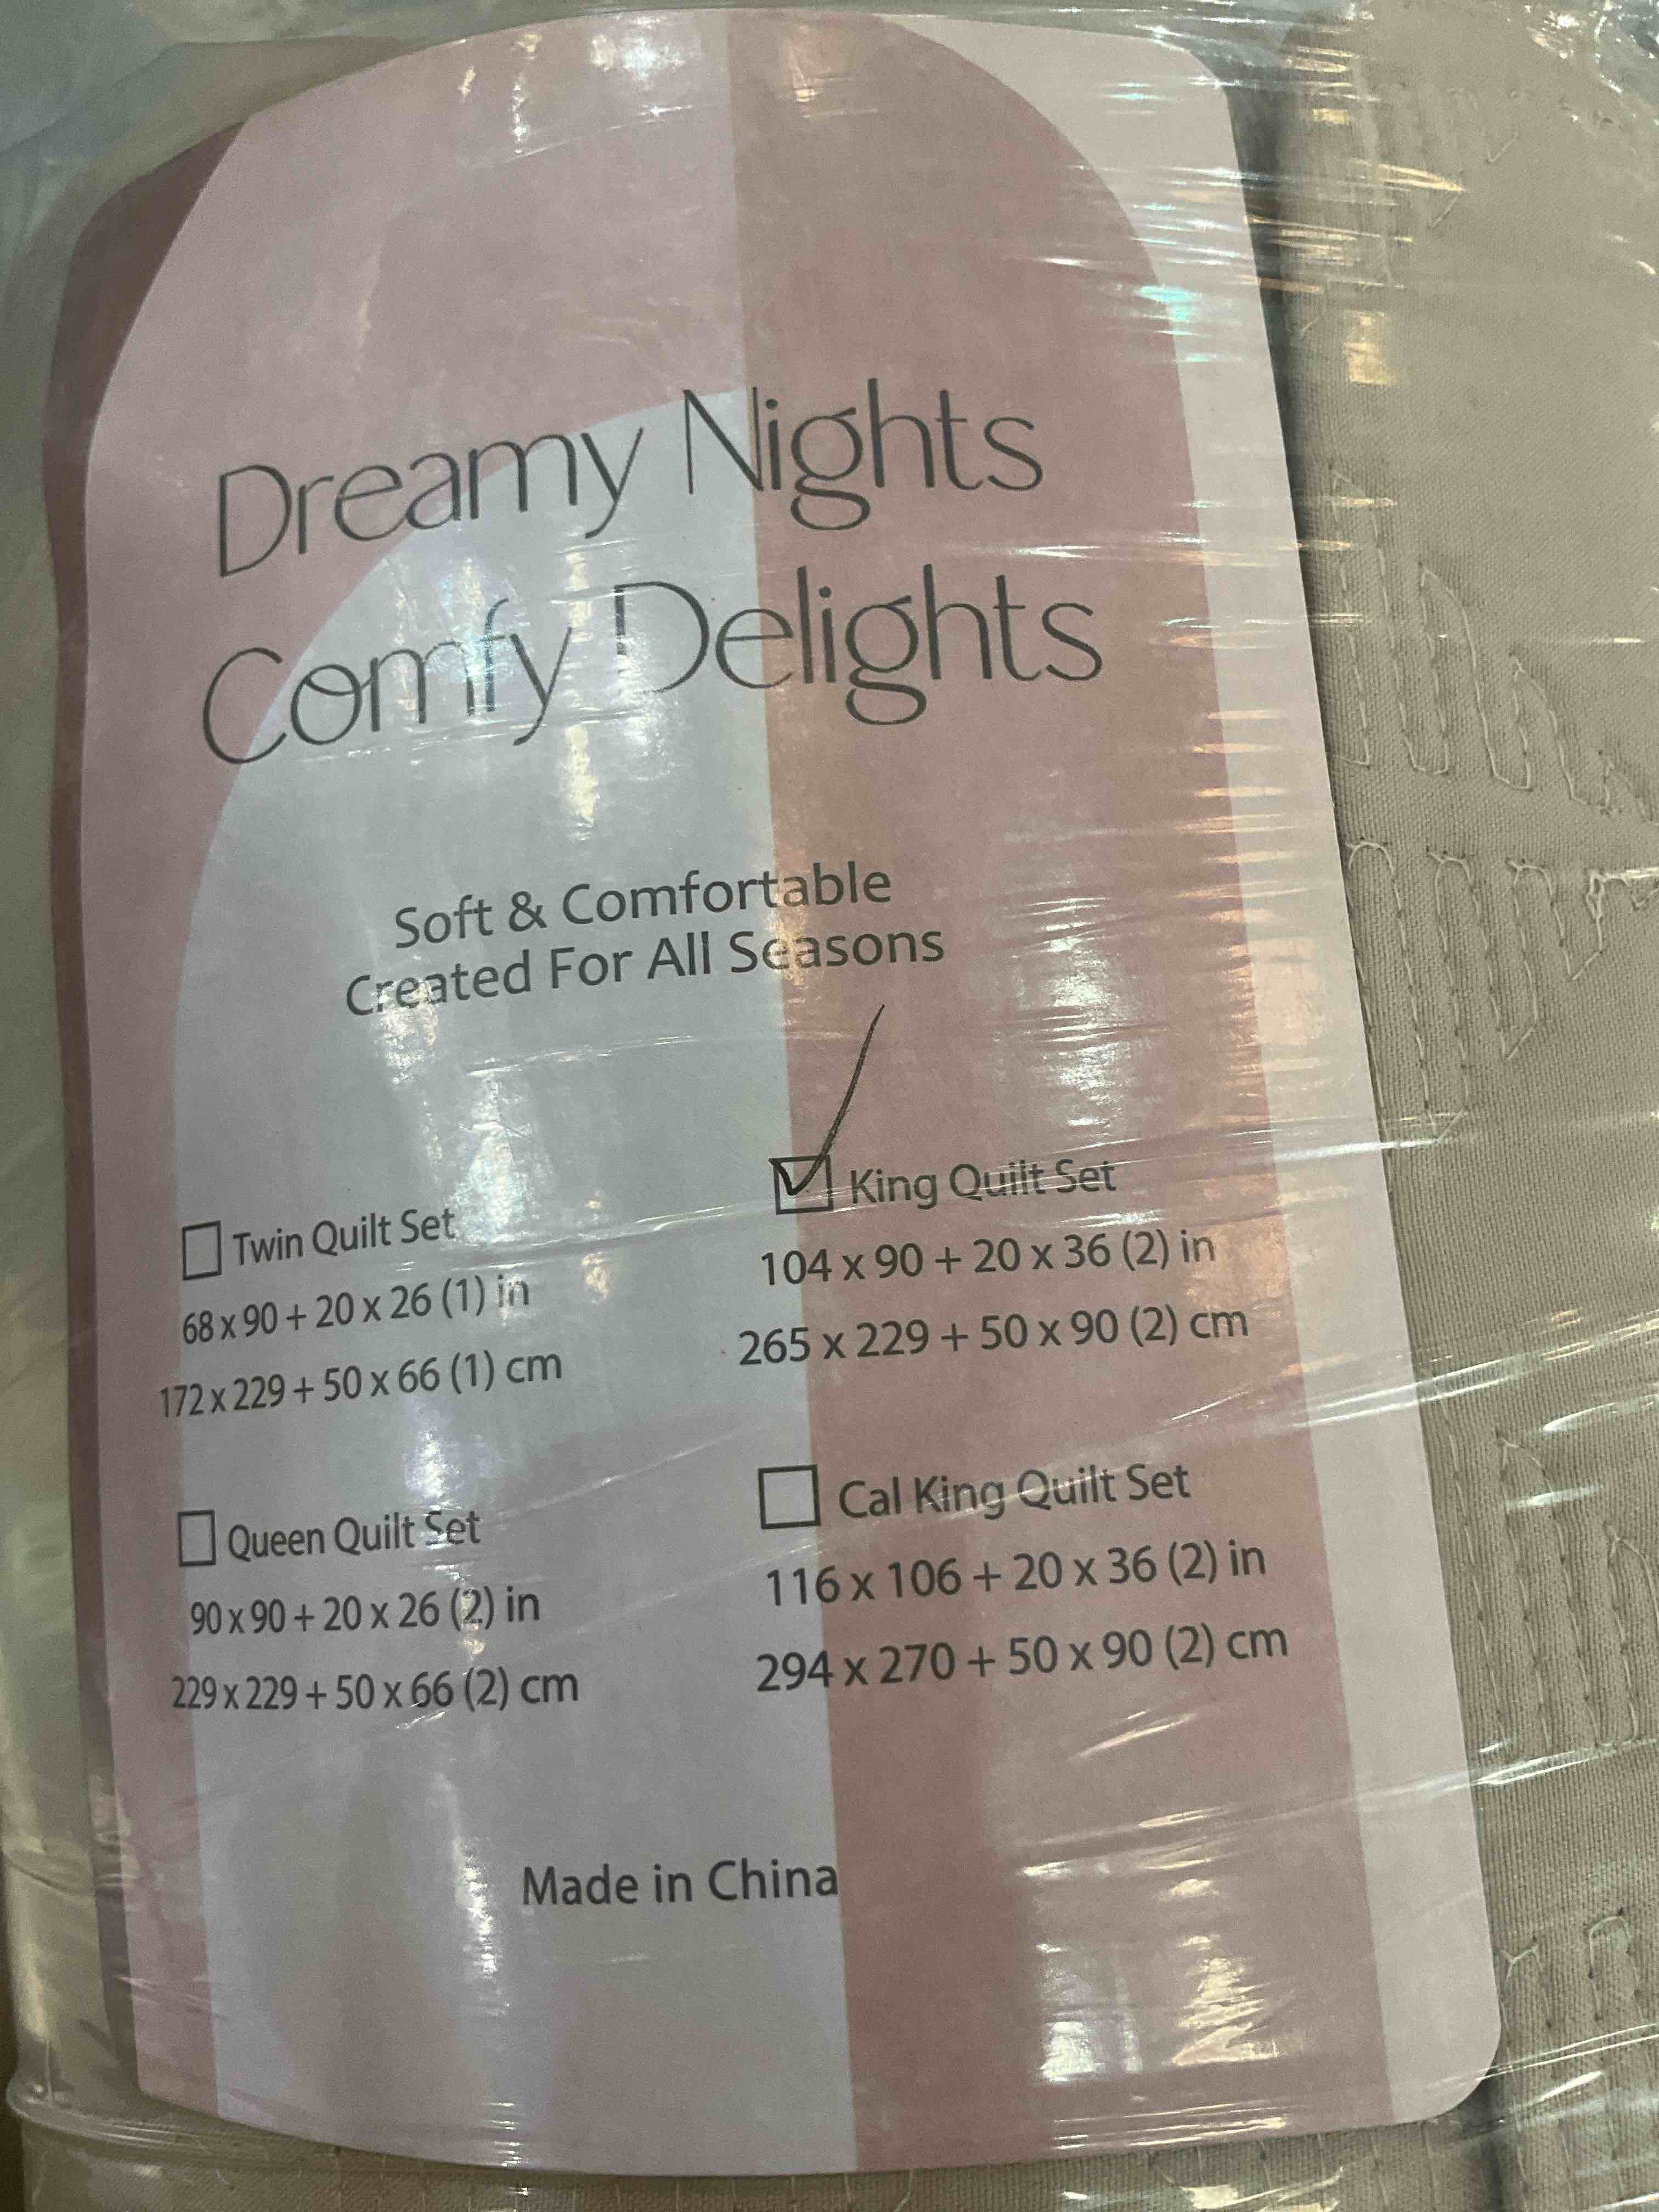 Dreamy Nights
Comfy Delights
Soft & Comfortable
Created For All Seasons
Twin Quilt Set
68 x 90 + 20 x 26 (1) in
172 x 229 + 50 x 66 (1) cm
King Quilt Set
104 x 90 + 20 x 36 (2) in
265 x 229 + 50 x 90 (2) cm
Queen Quilt Set
90 x 90 + 20 x 26 (2) in
229 x 229 + 50 x 66 (2) cm
Cal King Quilt Set
116 x 106 + 20 x 36 (2) in
294 x 270 + 50 x 90 (2) cm
Made in China